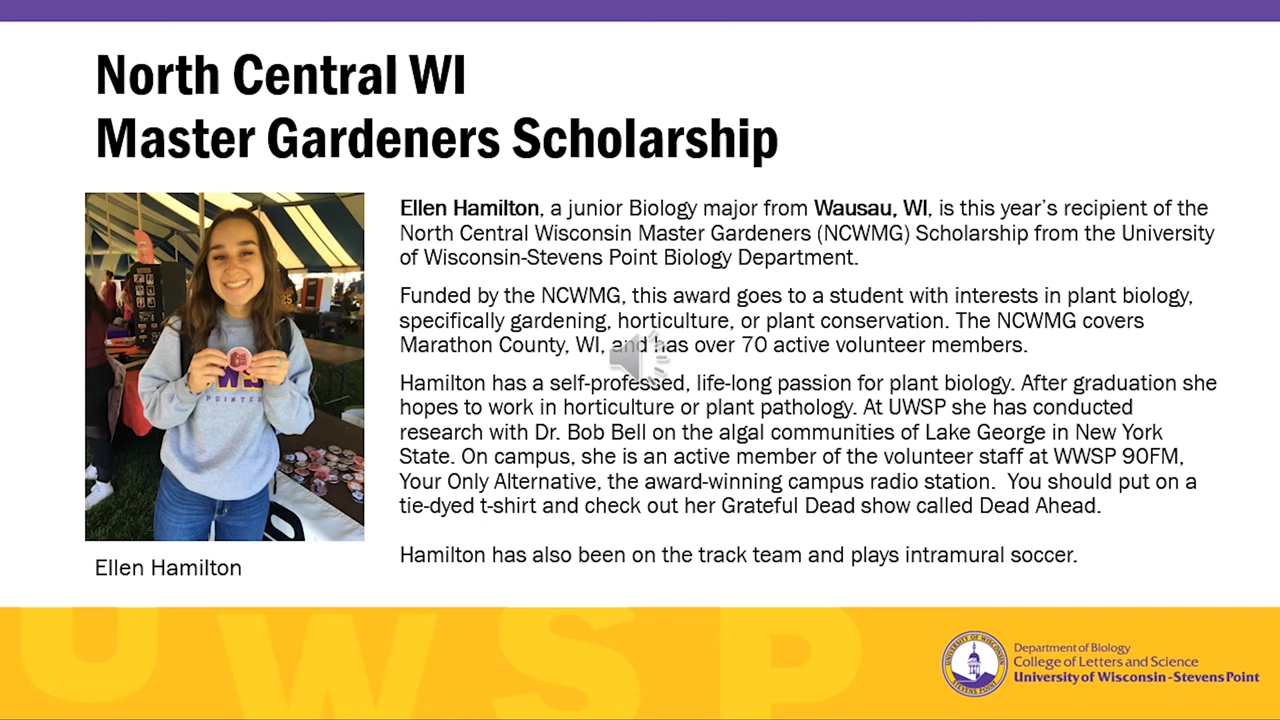 North Central WI
Master Gardeners Scholarship
Ellen Hamilton, a junior Biology major from Wausau, WI, is this year's recipient of the
North Central Wisconsin Master Gardeners (NCWMG) Scholarship from the University
of Wisconsin-Stevens Point Biology Department.
Funded by the NCWMG, this award goes to a student with interests in plant biology,
specifically gardening, horticulture, or plant conservation. The NCWMG covers
Marathon County, WI, and has over 70 active volunteer members.
Hamilton has a self-professed, life-long passion for plant biology. After graduation she
hopes to work in horticulture or plant pathology. At UWSP she has conducted
research with Dr. Bob Bell on the algal communities of Lake George in New York
State. On campus, she is an active member of the volunteer staff at WWSP 90FM,
Your Only Alternative, the award-winning campus radio station. You should put on a
tie-dyed t-shirt and check out her Grateful Dead show called Dead Ahead.
Hamilton has also been on the track team and plays intramural soccer.
POINTER
25
Ellen Hamilton
UWSP
UNIVERSITY OF WISCONSIN
STEVENS POINT
Department of Biology
College of Letters and Science
University of Wisconsin-Stevens Point